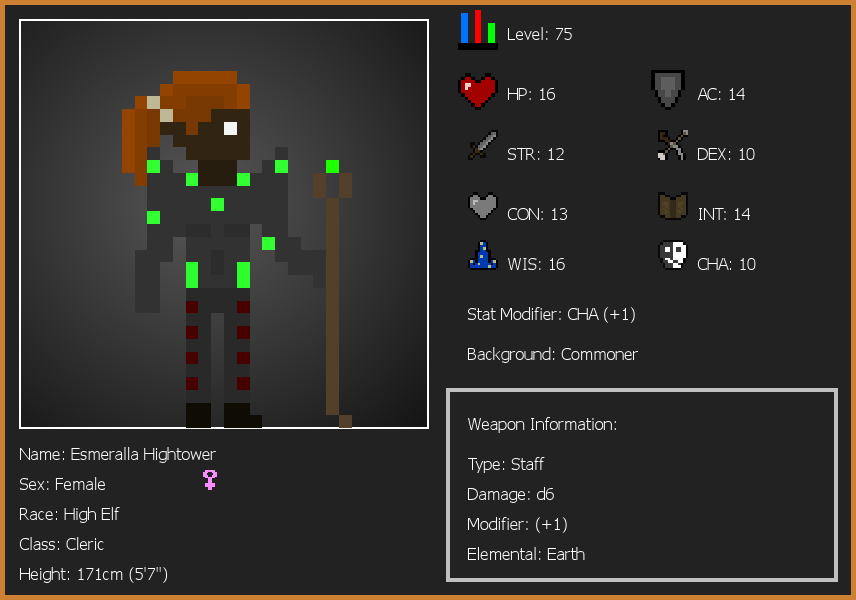 Level: 75
HP: 16
AC: 14
STR: 12
DEX: 10
CON: 13
INT: 14
WIS: 16
CHA: 10
Stat Modifier: CHA (+1)
Background: Commoner
Weapon Information:
Type: Staff
Damage: d6
Modifier: (+1)
Elemental: Earth
Name: Esmeralla Hightower
Sex: Female
Race: High Elf
Class: Cleric
Height: 171cm (5'7")